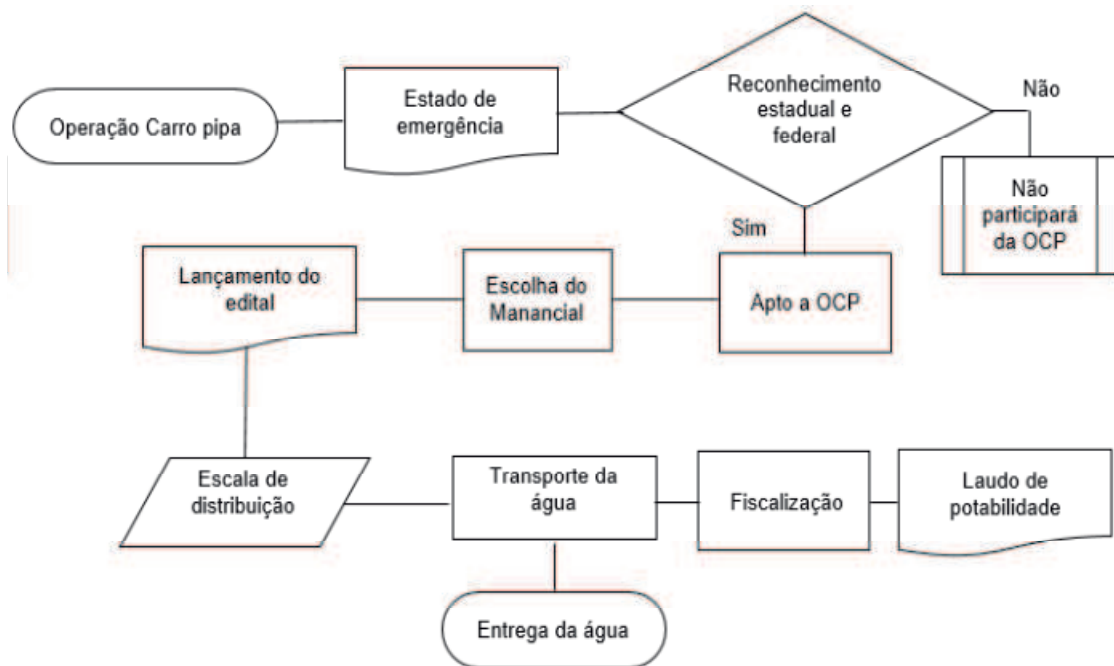 Operação Carro pipa
Estado de
emergência
Reconhecimento
estadual e
federal
Não
Não
participará
da OCP
Sim
Apto a OCP
Escolha do
Manancial
Lançamento do
edital
Escala de
distribuição
Transporte da
água
Fiscalização
Laudo de
potabilidade
Entrega da água